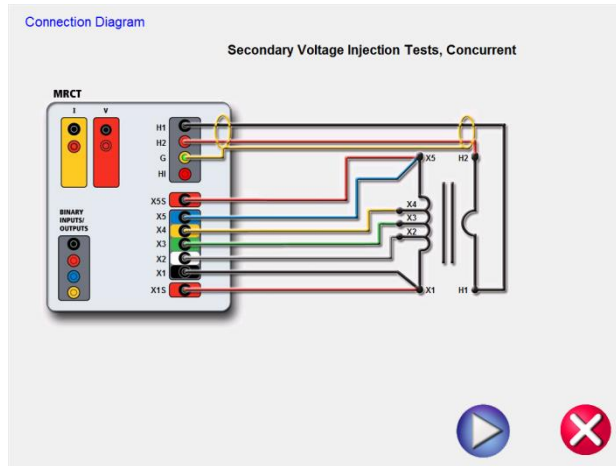 Connection Diagram
Secondary Voltage Injection Tests, Concurrent
MRCT
I V
H1
H2
G
HI
X5S
X5
X4
X3
X2
X1
X1S
BINARY
INPUTS/
OUTPUTS
X5 H2
X4
X3
X2
X1 H1